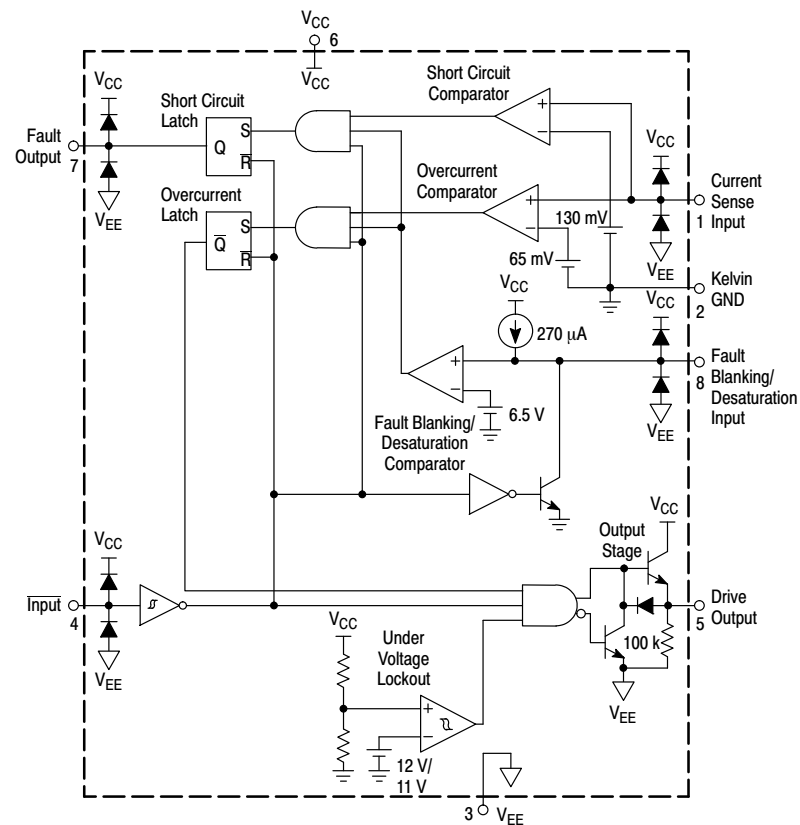 VCC
6
VCC
Short Circuit
Comparator
VCC
Short Circuit
Latch
+
−
VCC
Fault
Output
7
S
Q
R̅
Overcurrent
Comparator
Current
Sense
Input
1
VEE
Overcurrent
Latch
S
Q̅
R̅
+
−
130 mV
65 mV
VEE
VCC
Kelvin
GND
2
VCC
270 µA
+
−
6.5 V
Fault
Blanking/
Desaturation
Input
8
VEE
Fault Blanking/
Desaturation
Comparator
VCC
Output
Stage
VCC
I̅n̅p̅u̅t̅
4
VEE
Drive
Output
5
100 k
VCC
Under
Voltage
Lockout
+
−
VEE
12 V/
11 V
3
VEE